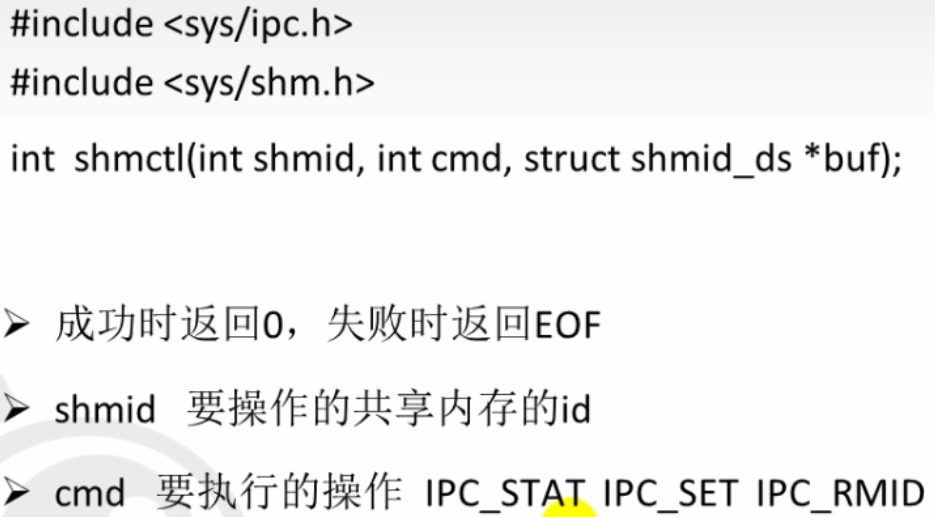 #include <sys/ipc.h>
#include <sys/shm.h>
int shmctl(int shmid, int cmd, struct shmid_ds *buf);
➢ 成功时返回0，失败时返回EOF
➢ shmid 要操作的共享内存的id
➢ cmd 要执行的操作 IPC_STAT IPC_SET IPC_RMID